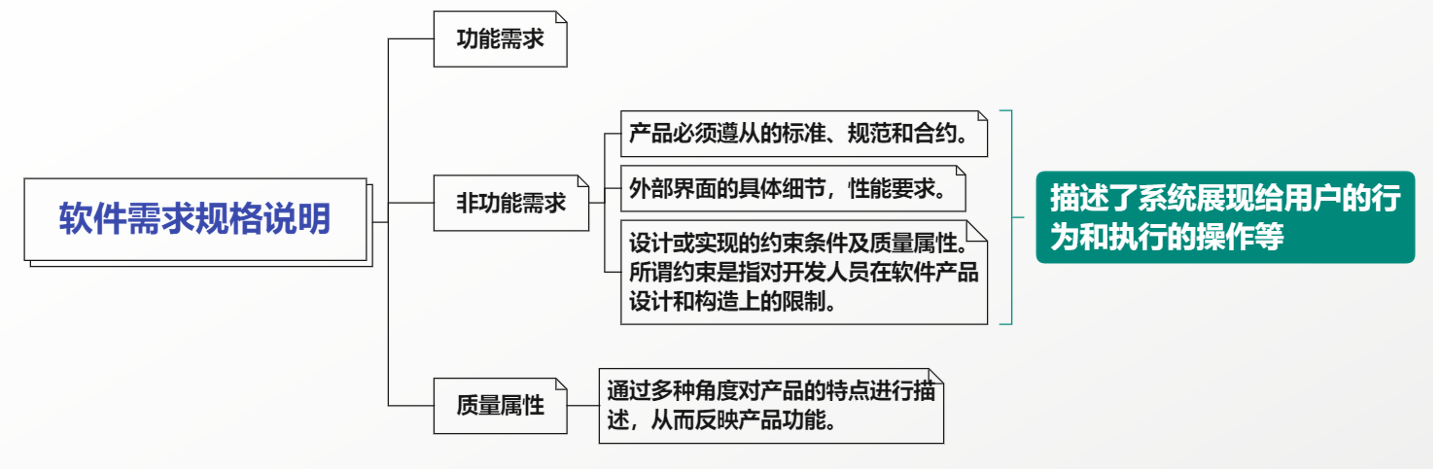 软件需求规格说明
功能需求
非功能需求
产品必须遵从的标准、规范和合约。
外部界面的具体细节，性能要求。
设计或实现的约束条件及质量属性。
所谓约束是指对开发人员在软件产品
设计和构造上的限制。
描述了系统展现给用户的行
为和执行的操作等
质量属性
通过多种角度对产品的特点进行描
述，从而反映产品功能。